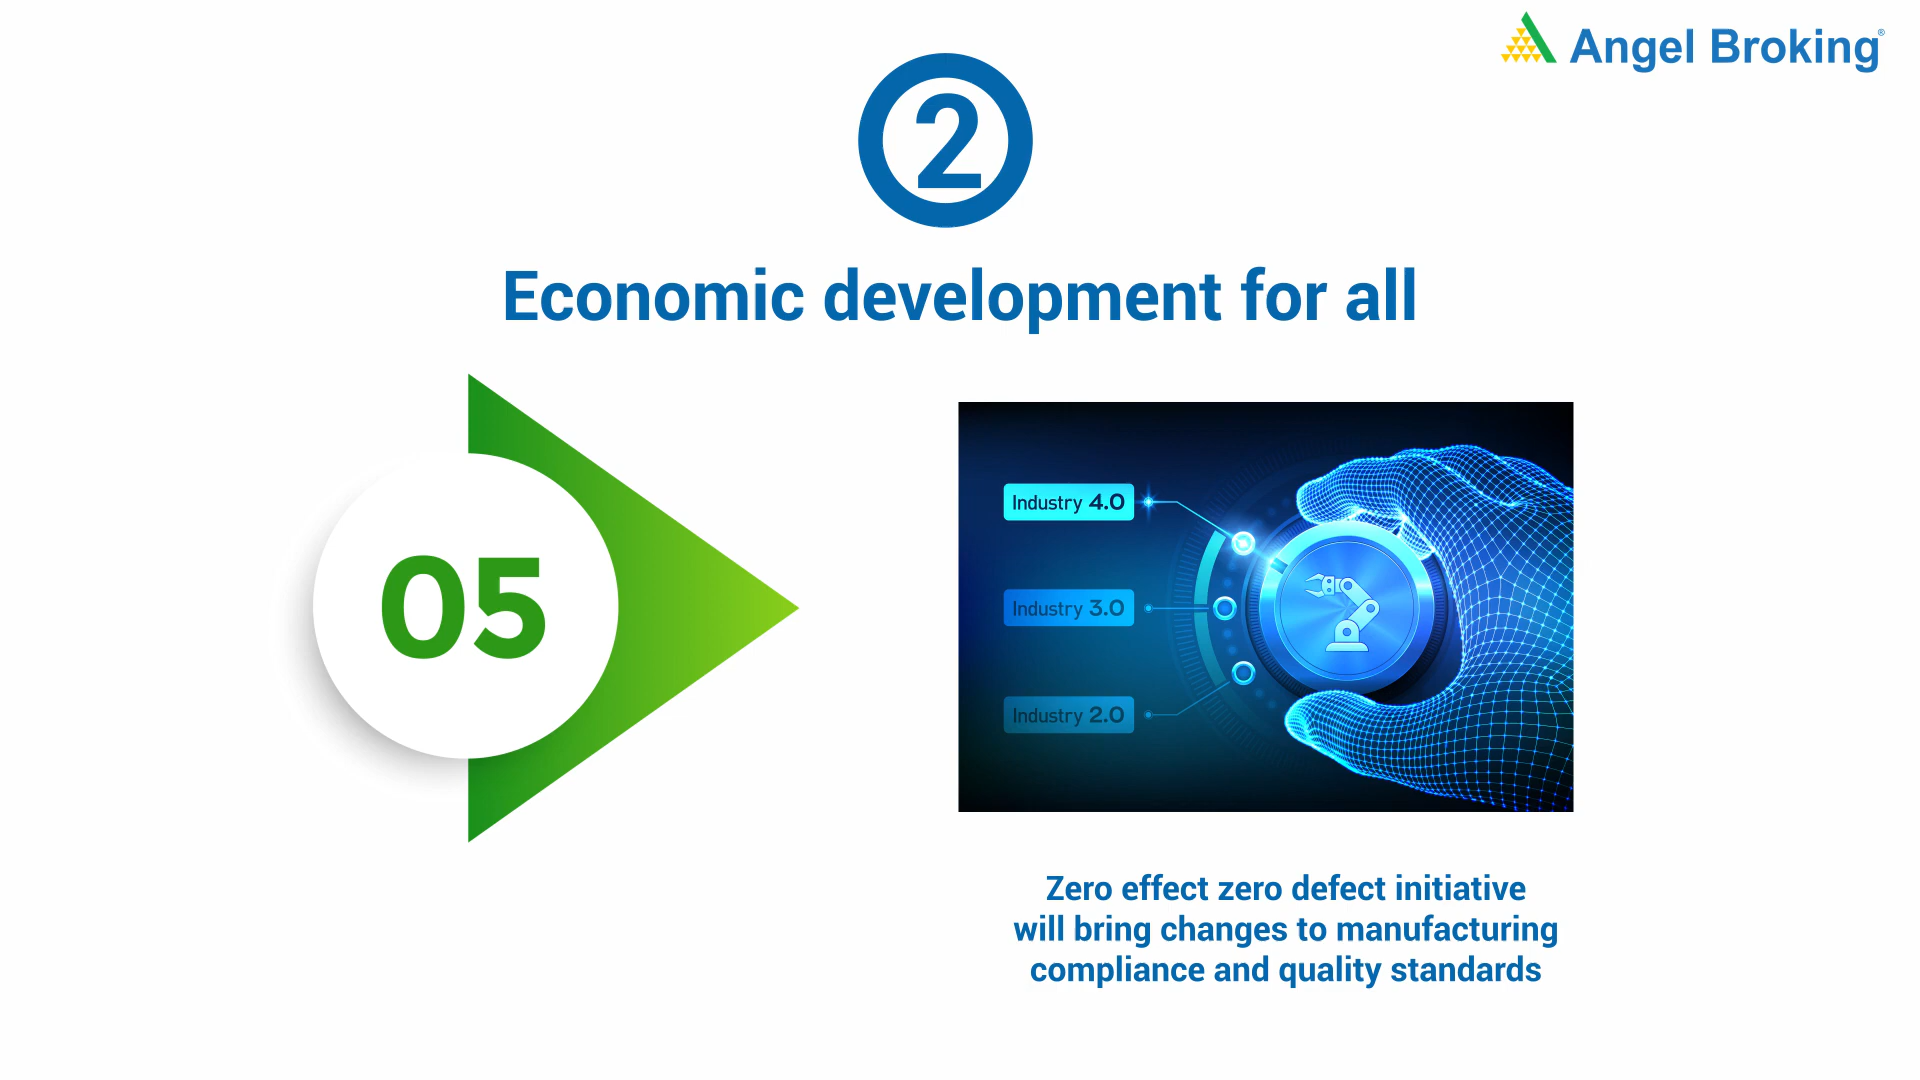 Angel Broking®
2
Economic development for all
05
Industry 4.0
Industry 3.0
Industry 2.0
Zero effect zero defect initiative
will bring changes to manufacturing
compliance and quality standards